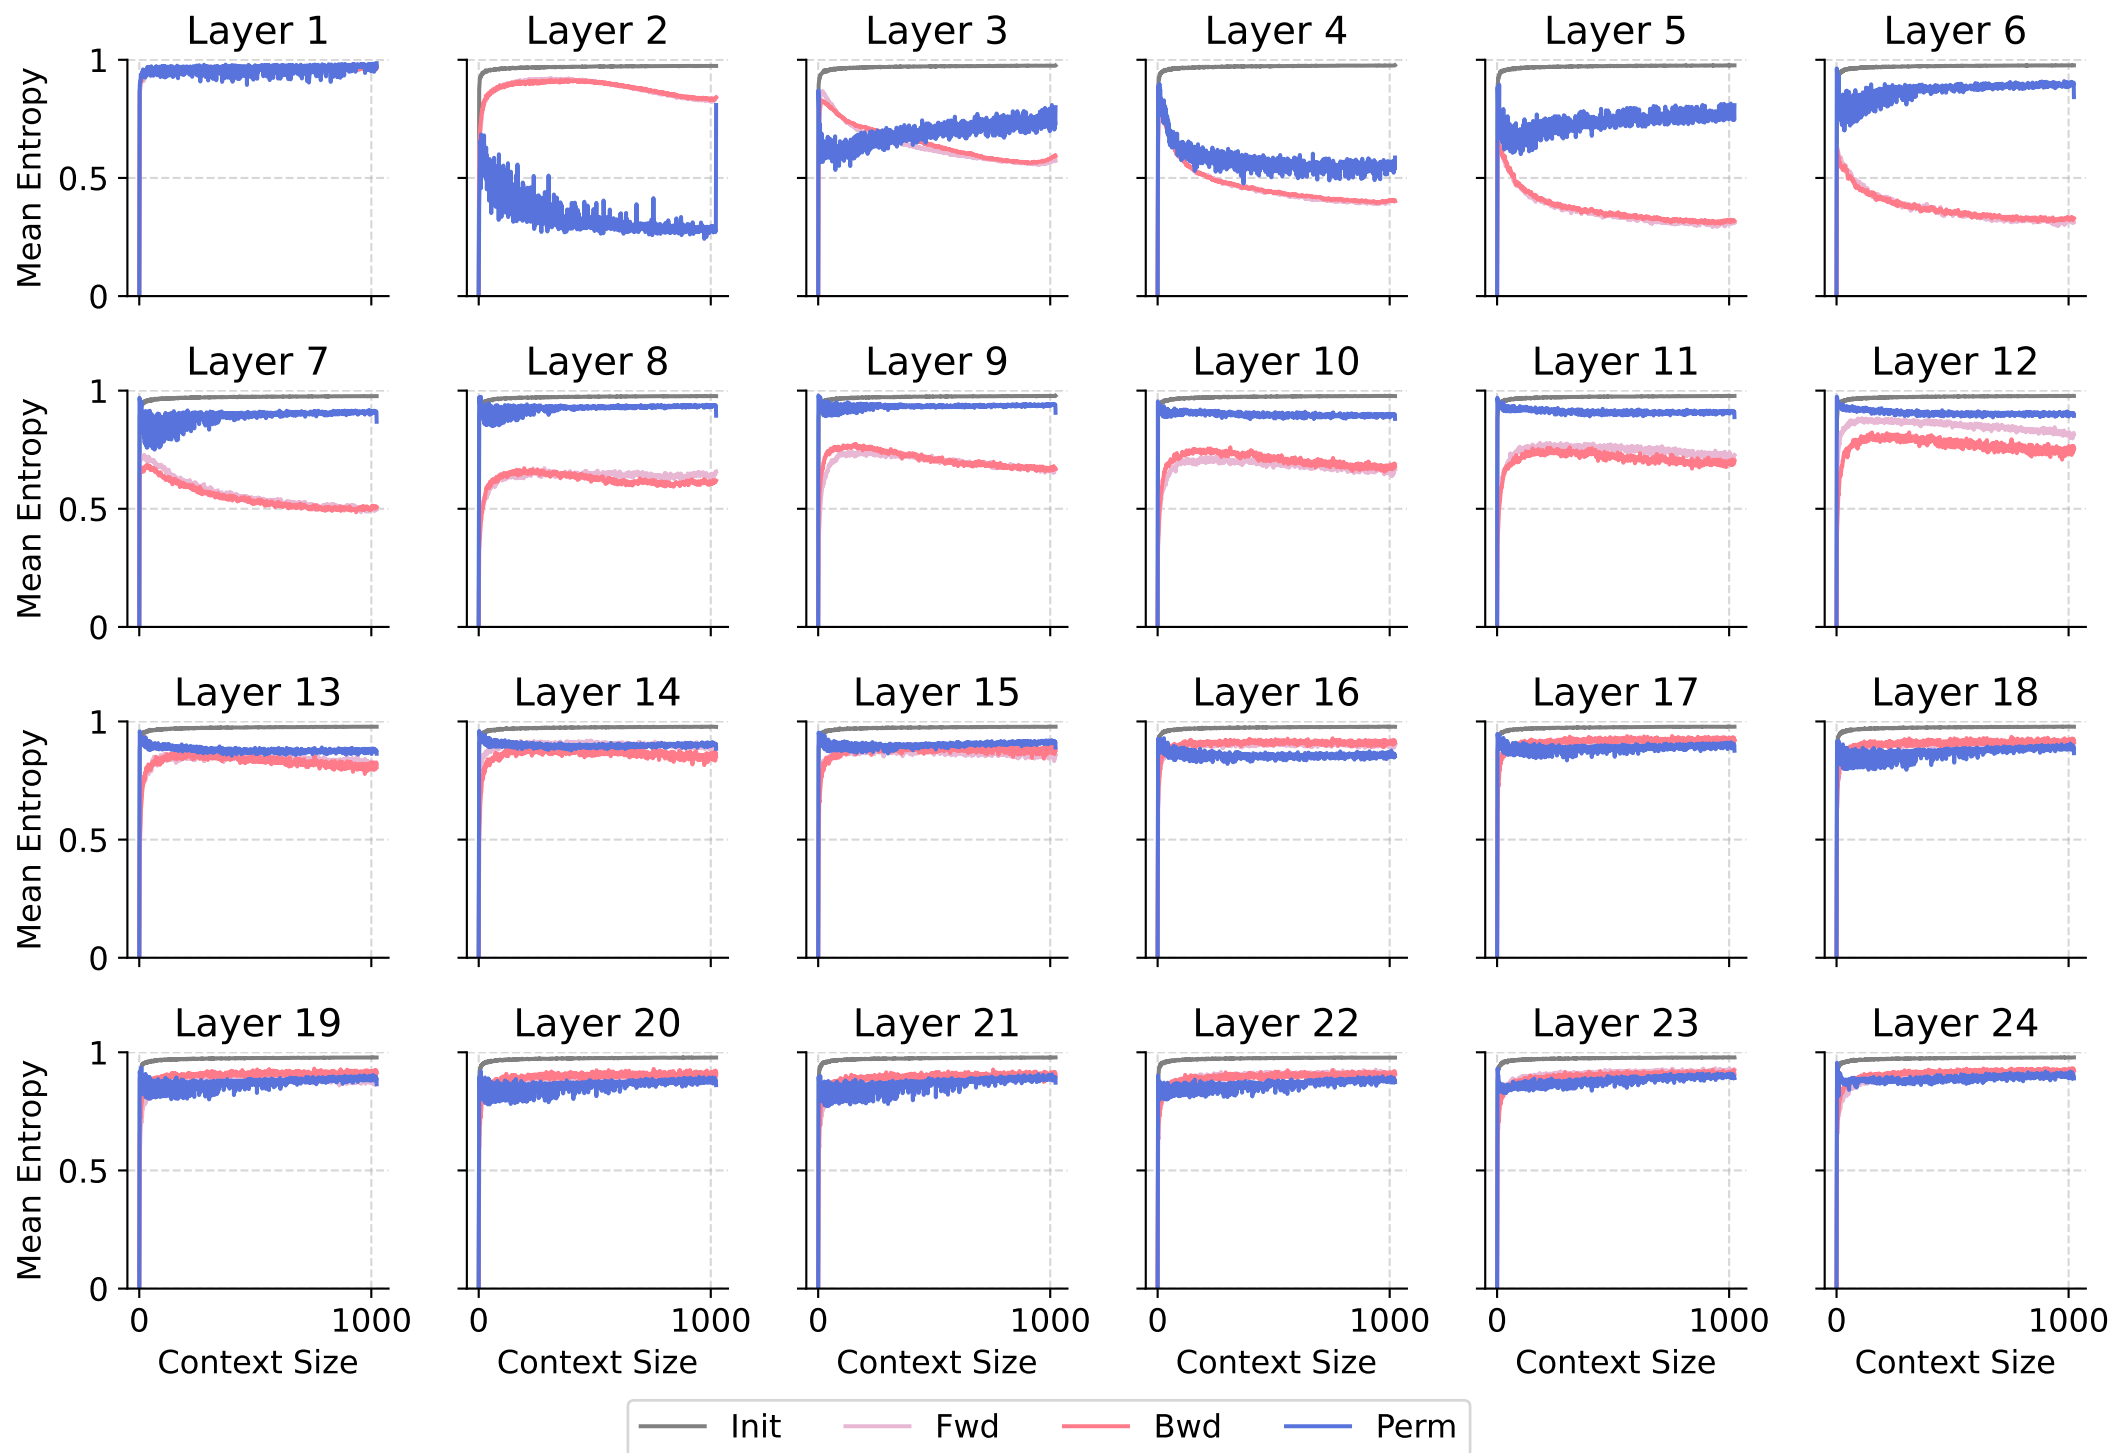 Layer 1 Layer 2 Layer 3 Layer 4 Layer 5 Layer 6
1
Mean Entropy
0.5
0
Layer 7 Layer 8 Layer 9 Layer 10 Layer 11 Layer 12
1
Mean Entropy
0.5
0
Layer 13 Layer 14 Layer 15 Layer 16 Layer 17 Layer 18
1
Mean Entropy
0.5
0
Layer 19 Layer 20 Layer 21 Layer 22 Layer 23 Layer 24
1
Mean Entropy
0.5
0
0 1000 0 1000 0 1000 0 1000 0 1000 0 1000
Context Size Context Size Context Size Context Size Context Size Context Size
Init Fwd Bwd Perm